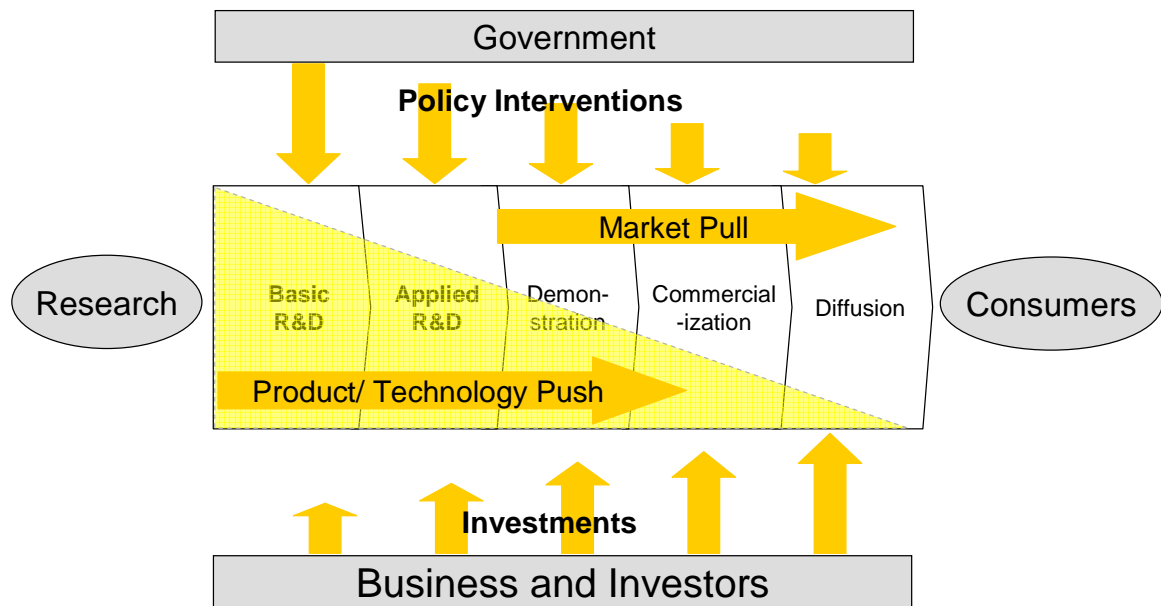 Government
Policy Interventions
Market Pull
Research
Basic
R&D
Applied
R&D
Demon-
stration
Commercial
-ization
Diffusion
Consumers
Product/ Technology Push
Investments
Business and Investors